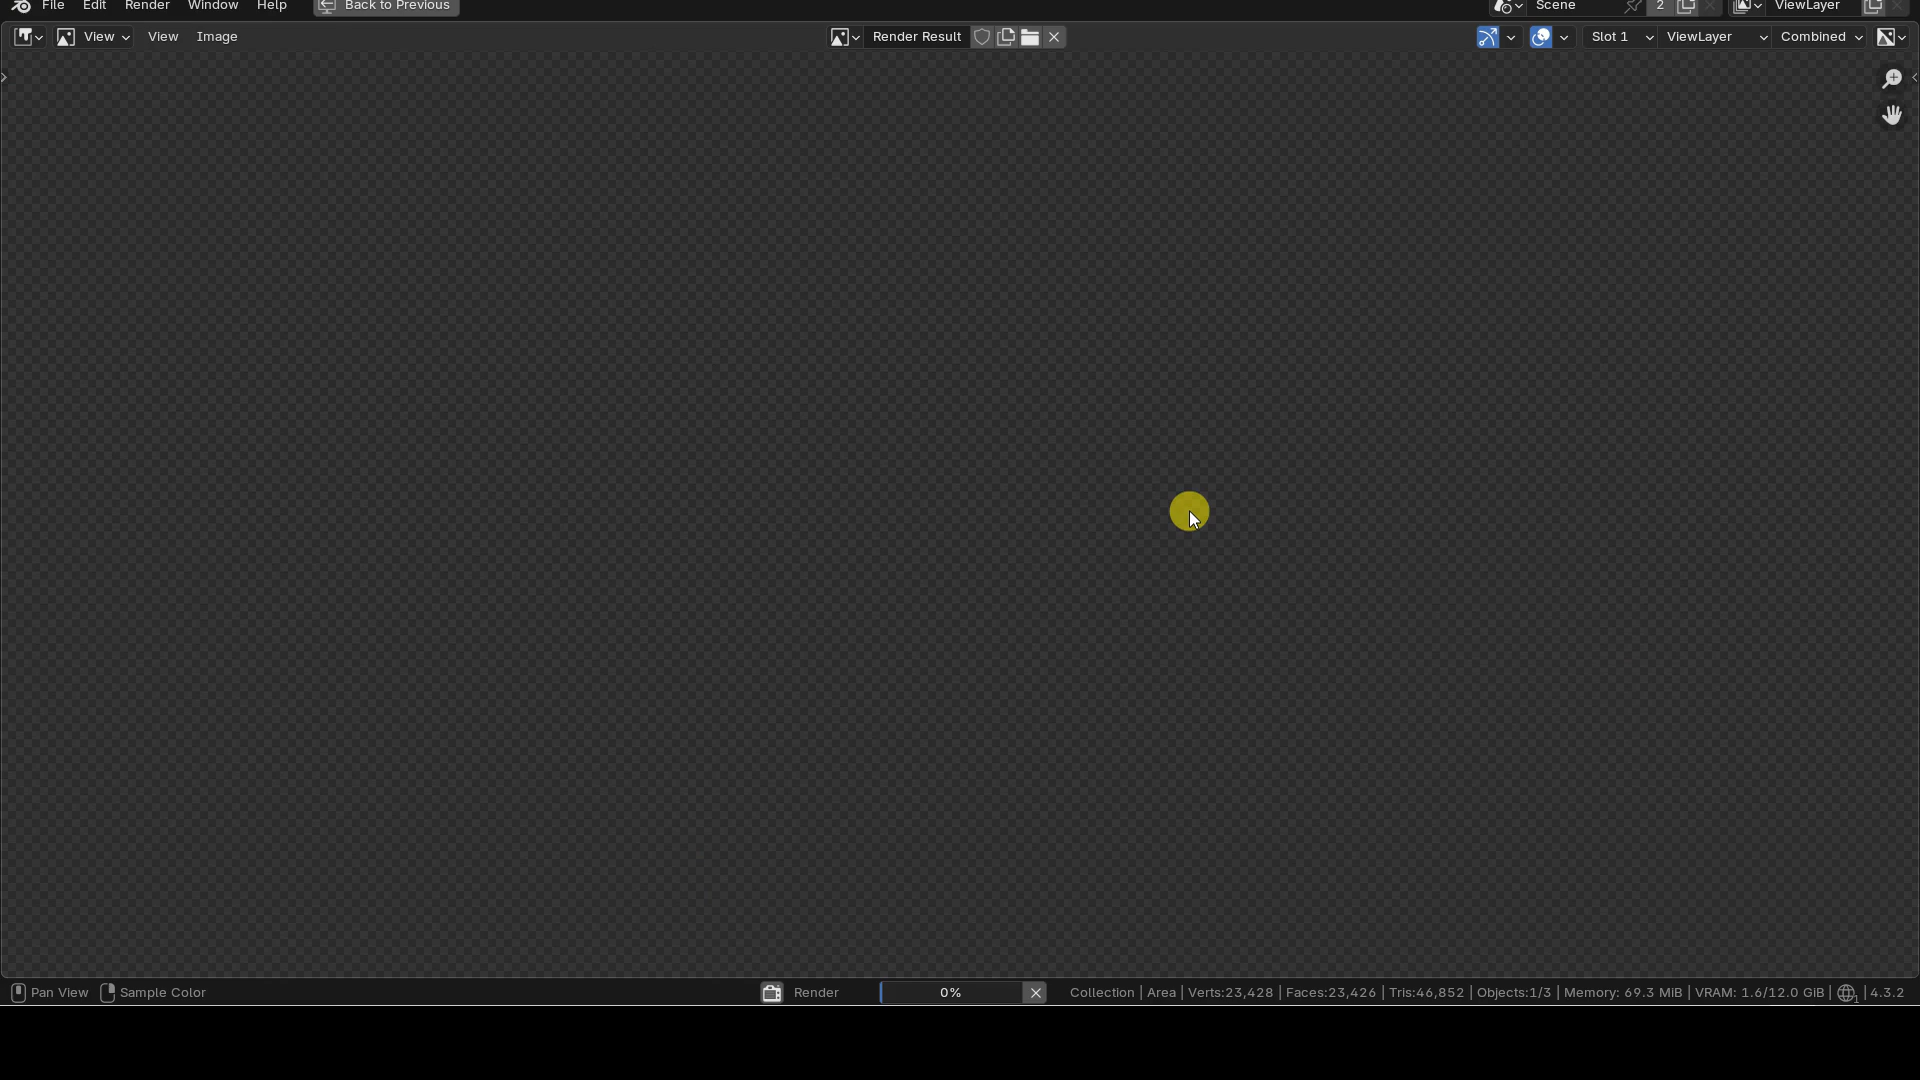 File Edit Render Window Help Back to Previous Scene 2 ViewLayer
View View Image Render Result Slot 1 ViewLayer Combined
Pan View Sample Color Render 0% Collection | Area | Verts:23,428 | Faces:23,426 | Tris:46,852 | Objects:1/3 | Memory: 69.3 MiB | VRAM: 1.6/12.0 GiB | 1 | 4.3.2